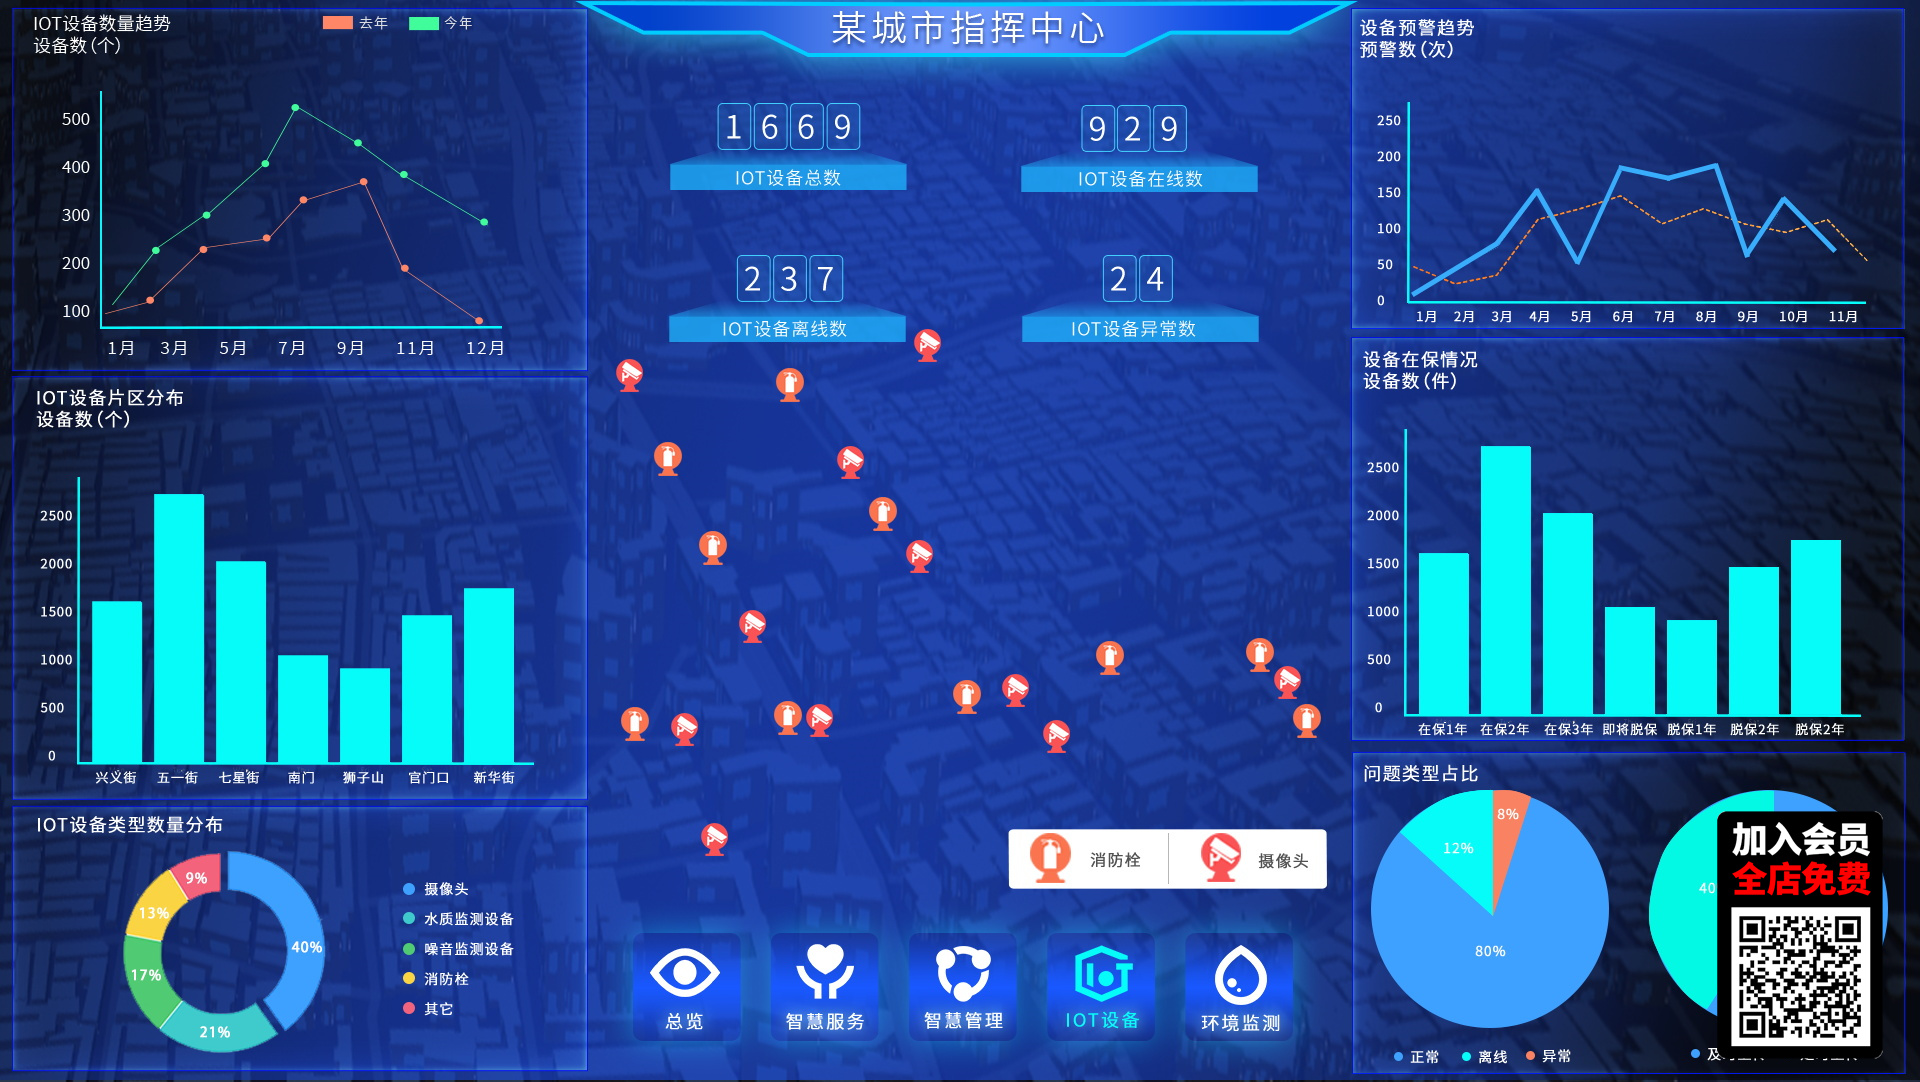 某城市指挥中心
IOT设备数量趋势
设备数(个)
去年
今年
500
400
300
200
100
1月 3月 5月 7月 9月 11月 12月
IOT设备片区分布
设备数(个)
2500
2000
1500
1000
500
0
兴义街 五一街 七星街 南门 狮子山 官门口 新华街
IOT设备类型数量分布
9%
13%
40%
17%
21%
摄像头
水质监测设备
噪音监测设备
消防栓
其它
1669
IOT设备总数
929
IOT设备在线数
237
IOT设备离线数
24
IOT设备异常数
消防栓
摄像头
总览
智慧服务
智慧管理
IOT设备
环境监测
设备预警趋势
预警数(次)
250
200
150
100
50
0
1月 2月 3月 4月 5月 6月 7月 8月 9月 10月 11月
设备在保情况
设备数(件)
2500
2000
1500
1000
500
0
在保1年 在保2年 在保3年 即将脱保 脱保1年 脱保2年 脱保2年
问题类型占比
8%
12%
80%
40
正常
离线
异常
加入会员
全店免费